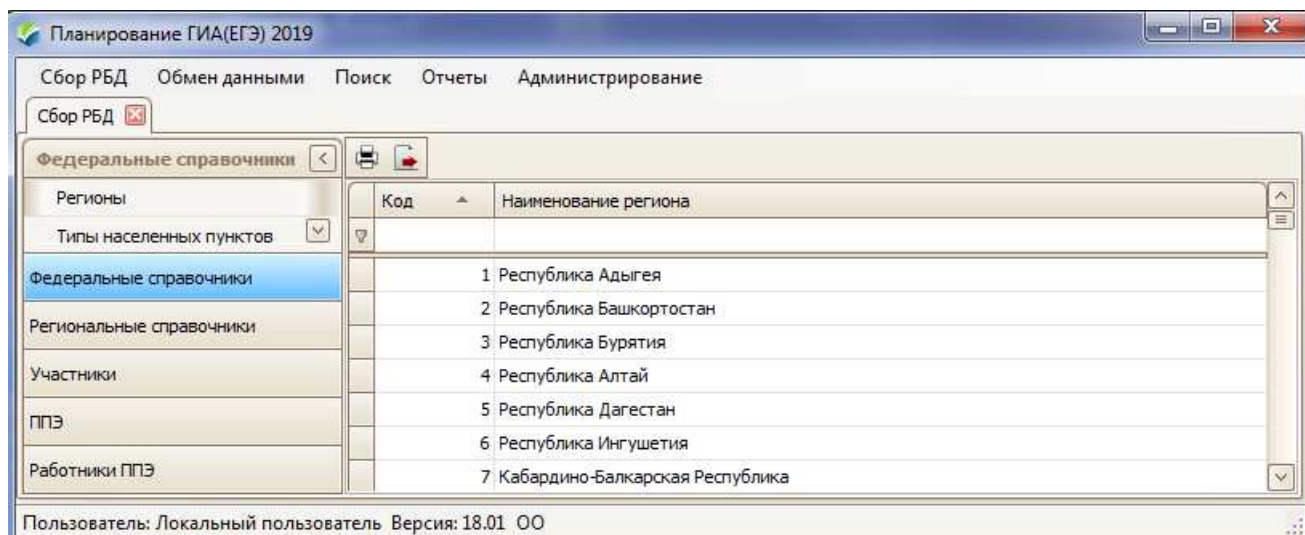 Планирование ГИА(ЕГЭ) 2019
Сбор РБД Обмен данными Поиск Отчеты Администрирование
Сбор РБД
Федеральные справочники
Регионы
Типы населенных пунктов
Федеральные справочники
Региональные справочники
Участники
ППЭ
Работники ППЭ
Код Наименование региона
1 Республика Адыгея
2 Республика Башкортостан
3 Республика Бурятия
4 Республика Алтай
5 Республика Дагестан
6 Республика Ингушетия
7 Кабардино-Балкарская Республика
Пользователь: Локальный пользователь Версия: 18.01 ОО